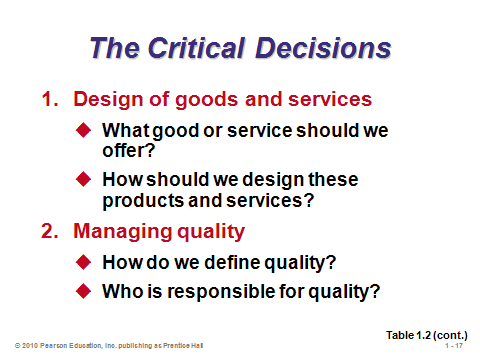 The Critical Decisions
1. Design of goods and services
What good or service should we
offer?
How should we design these
products and services?
2. Managing quality
How do we define quality?
Who is responsible for quality?
Table 1.2 (cont.)
© 2010 Pearson Education, Inc. publishing as Prentice Hall
1 - 17